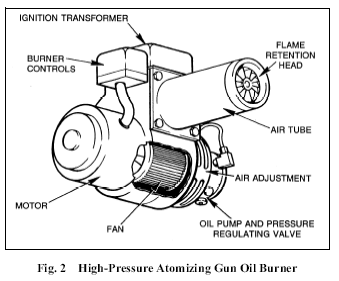 IGNITION TRANSFORMER
BURNER
CONTROLS
FLAME
RETENTION
HEAD
AIR TUBE
AIR ADJUSTMENT
MOTOR
FAN
OIL PUMP AND PRESSURE
REGULATING VALVE
Fig. 2 High-Pressure Atomizing Gun Oil Burner